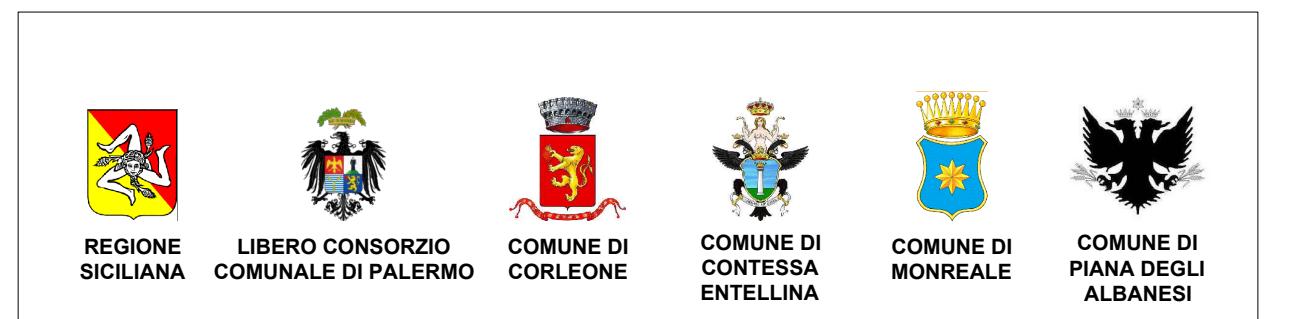 REGIONE
SICILIANA
LIBERO CONSORZIO
COMUNALE DI PALERMO
COMUNE DI
CORLEONE
COMUNE DI
CONTESSA
ENTELLINA
COMUNE DI
MONREALE
COMUNE DI
PIANA DEGLI
ALBANESI